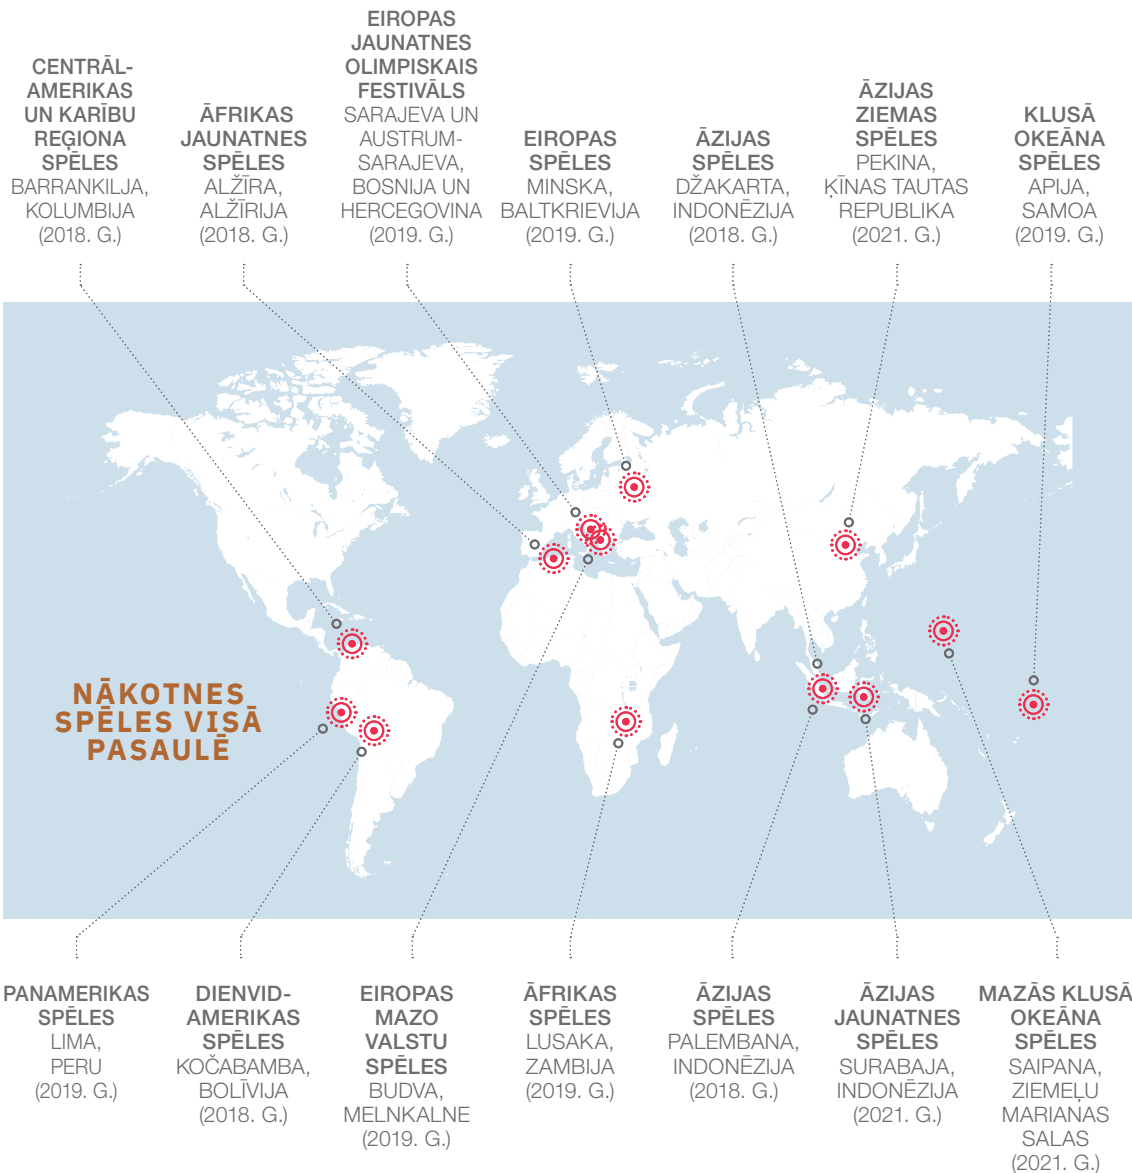 CENTRĀL-
AMERIKAS
UN KARĪBU
REĢIONA
SPĒLES
BARRANKILJA,
KOLUMBIJA
(2018. G.)
ĀFRIKAS
JAUNATNES
SPĒLES
ALŽĪRA,
ALŽĪRIJA
(2018. G.)
EIROPAS
JAUNATNES
OLIMPISKAIS
FESTIVĀLS
SARAJEVA UN
AUSTRUM-
SARAJEVA,
BOSNIJA UN
HERCEGOVINA
(2019. G.)
EIROPAS
SPĒLES
MINSKA,
BALTKRIEVIJA
(2019. G.)
ĀZIJAS
SPĒLES
DŽAKARTA,
INDONĒZIJA
(2018. G.)
ĀZIJAS
ZIEMAS
SPĒLES
PEKINA,
ĶĪNAS TAUTAS
REPUBLIKA
(2021. G.)
KLUSĀ
OKEĀNA
SPĒLES
APIJA,
SAMOA
(2019. G.)
NĀKOTNES
SPĒLES VISĀ
PASAULĒ
PANAMERIKAS
SPĒLES
LIMA,
PERU
(2019. G.)
DIENVID-
AMERIKAS
SPĒLES
KOČABAMBA,
BOLĪVIJA
(2018. G.)
EIROPAS
MAZO
VALSTU
SPĒLES
BUDVA,
MELNKALNE
(2019. G.)
ĀFRIKAS
SPĒLES
LUSAKA,
ZAMBIJA
(2019. G.)
ĀZIJAS
SPĒLES
PALEMBANA,
INDONĒZIJA
(2018. G.)
ĀZIJAS
JAUNATNES
SPĒLES
SURABAJA,
INDONĒZIJA
(2021. G.)
MAZĀS KLUSĀ
OKEĀNA
SPĒLES
SAIPANA,
ZIEMEĻU
MARIANAS
SALAS
(2021. G.)